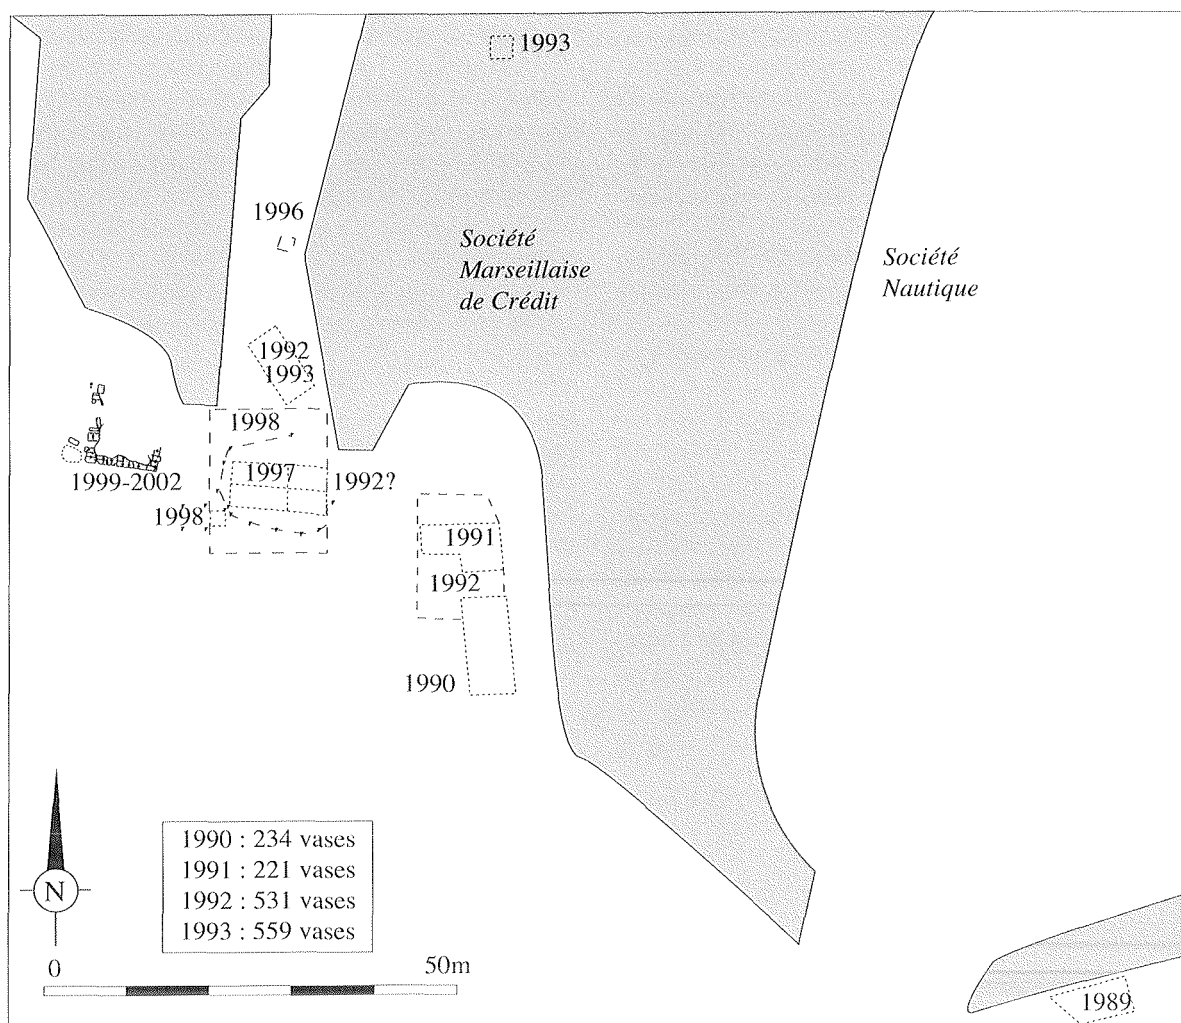 1993
1996
Société
Marseillaise
de Crédit
Société
Nautique
1992
1993
1998
1997
1992?
1999-2002
1998
1991
1992
1990
1990 : 234 vases
1991 : 221 vases
1992 : 531 vases
1993 : 559 vases
N
0
50m
1989